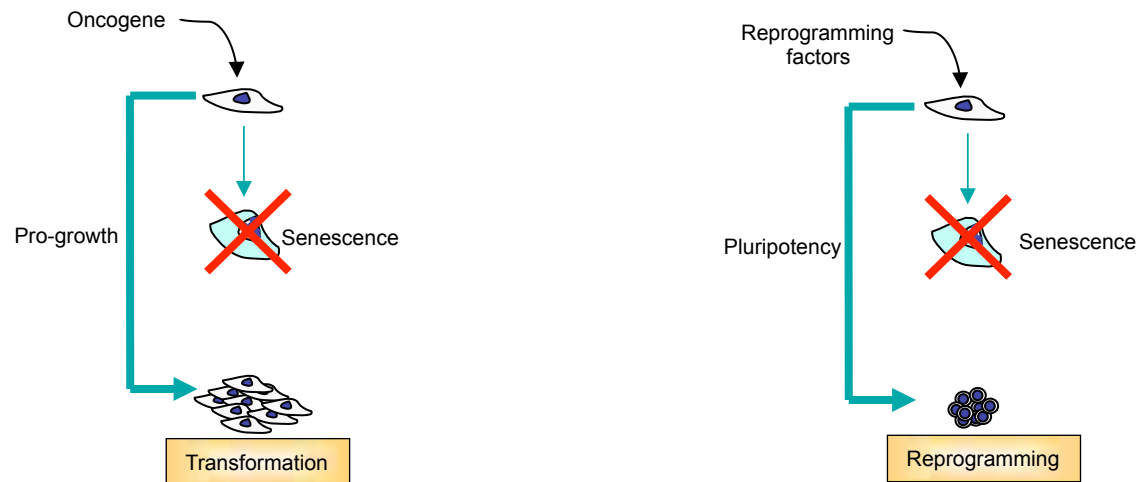 Oncogene
Pro-growth
Senescence
Transformation
Reprogramming
factors
Pluripotency
Senescence
Reprogramming